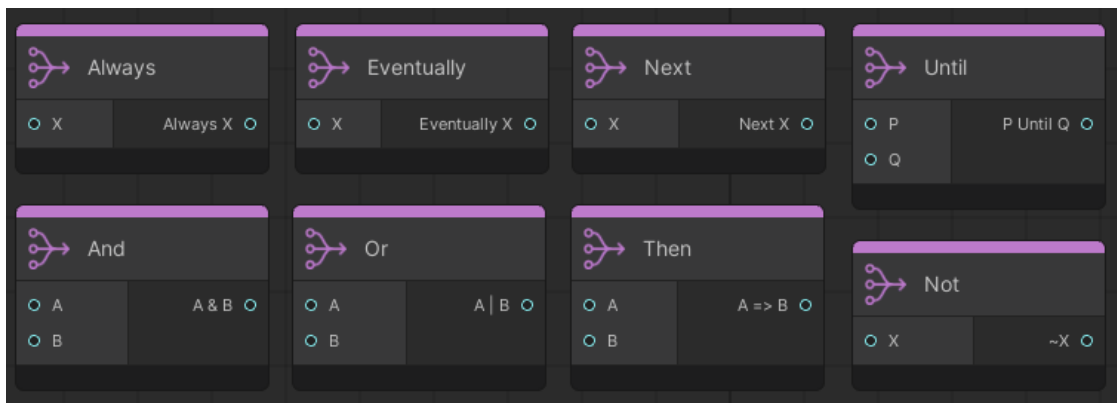 Always
X
Always X
Eventually
X
Eventually X
Next
X
Next X
Until
P
P Until Q
Q
And
A
A & B
B
Or
A
A | B
B
Then
A
A => B
B
Not
X
~X